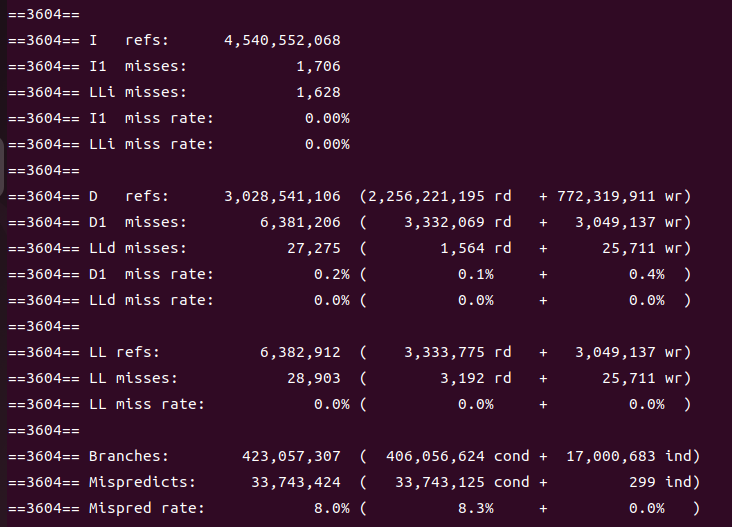 ==3604==
==3604== I   refs:      4,540,552,068
==3604== I1  misses:            1,706
==3604== LLi misses:            1,628
==3604== I1  miss rate:          0.00%
==3604== LLi miss rate:          0.00%
==3604==
==3604== D   refs:      3,028,541,106  (2,256,221,195 rd   + 772,319,911 wr)
==3604== D1  misses:        6,381,206  (    3,332,069 rd   +   3,049,137 wr)
==3604== LLd misses:           27,275  (        1,564 rd   +      25,711 wr)
==3604== D1  miss rate:           0.2% (          0.1%     +         0.4%  )
==3604== LLd miss rate:           0.0% (          0.0%     +         0.0%  )
==3604==
==3604== LL refs:           6,382,912  (    3,333,775 rd   +   3,049,137 wr)
==3604== LL misses:            28,903  (        3,192 rd   +      25,711 wr)
==3604== LL miss rate:            0.0% (          0.0%     +         0.0%  )
==3604==
==3604== Branches:        423,057,307  (  406,056,624 cond +  17,000,683 ind)
==3604== Mispredicts:      33,743,424  (   33,743,125 cond +         299 ind)
==3604== Mispred rate:            8.0% (          8.3%     +         0.0%   )